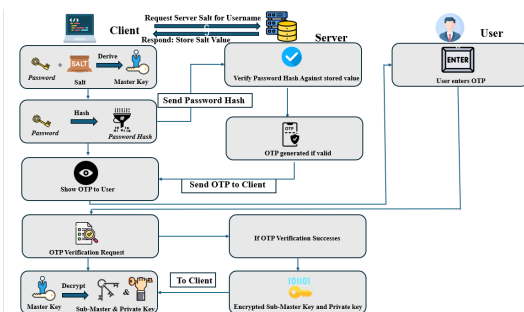 Client
Request Server Salt for Username
Respond: Store Salt Value
Server
User
Password
+
SALT
Salt
Derive
Master Key
Verify Password Hash Against stored value
ENTER
User enters OTP
Send Password Hash
Password
Hash
Password Hash
OTP
OTP generated if valid
Show OTP to User
Send OTP to Client
OTP Verification Request
If OTP Verification Successes
Master Key
Decrypt
&
Sub-Master & Private Key
To Client
Encrypted Sub-Master Key and Private key